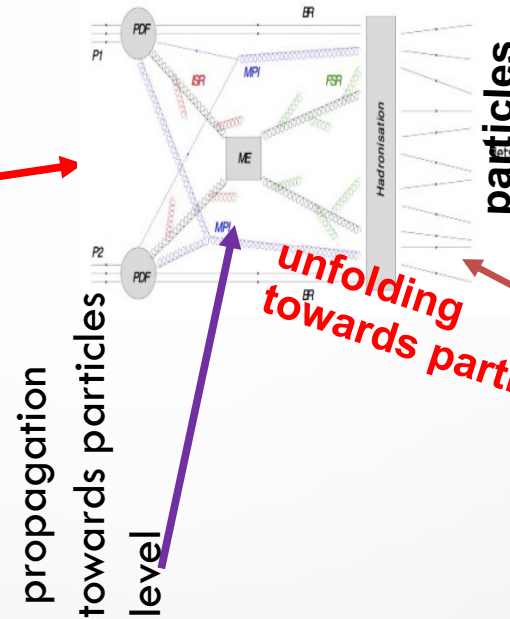 BR
PDF
P1
ISR
MPI
FSR
ME
Hadronisation
particles
P2
MPI
PDF
BR
unfolding
towards parti
propagation
towards particles
level